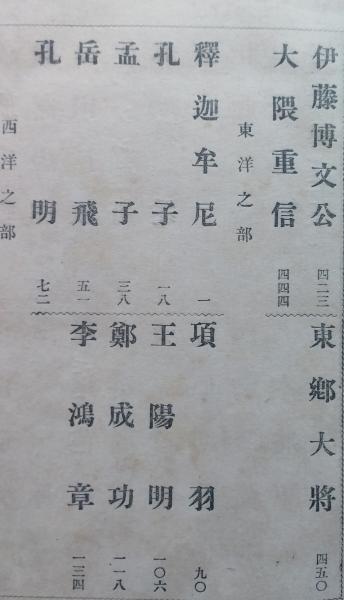 伊藤博文公 四二三
大隈重信 四四四
東鄕大將 四五〇
東洋之部
釋迦牟尼 一
孔子 一八
孟子 三八
岳飛 五一
孔明 七二
項羽 九〇
王陽明 一〇六
鄭成功 一一八
李鴻章 一三四
西洋之部